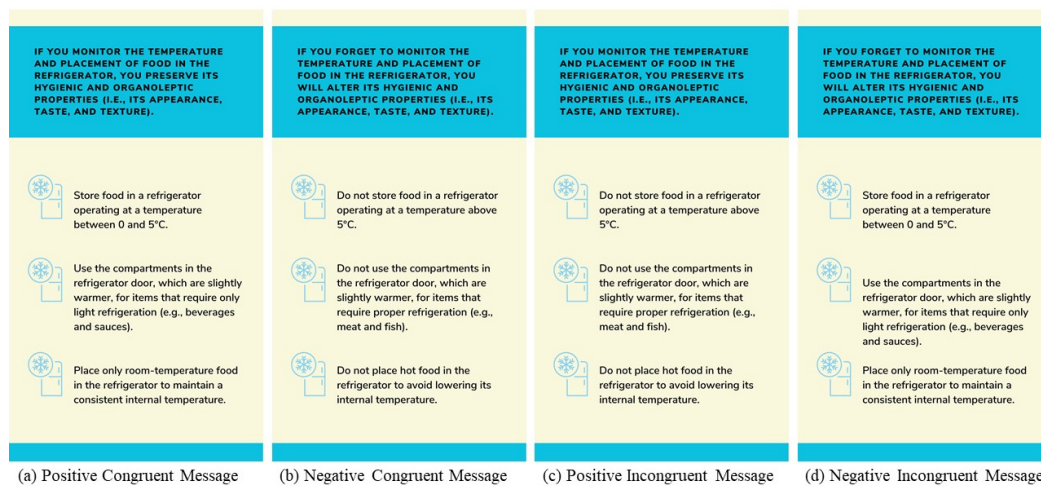 IF YOU MONITOR THE TEMPERATURE
AND PLACEMENT OF FOOD IN THE
REFRIGERATOR, YOU PRESERVE ITS
HYGIENIC AND ORGANOLEPTIC
PROPERTIES (I.E., ITS APPEARANCE,
TASTE, AND TEXTURE).
Store food in a refrigerator
operating at a temperature
between 0 and 5°C.
Use the compartments in the
refrigerator door, which are slightly
warmer, for items that require only
light refrigeration (e.g., beverages
and sauces).
Place only room-temperature food
in the refrigerator to maintain a
consistent internal temperature.
(a) Positive Congruent Message
IF YOU FORGET TO MONITOR THE
TEMPERATURE AND PLACEMENT OF
FOOD IN THE REFRIGERATOR, YOU
WILL ALTER ITS HYGIENIC AND
ORGANOLEPTIC PROPERTIES (I.E., ITS
APPEARANCE, TASTE, AND TEXTURE).
Do not store food in a refrigerator
operating at a temperature above
5°C.
Do not use the compartments in
the refrigerator door, which are
slightly warmer, for items that
require proper refrigeration (e.g.,
meat and fish).
Do not place hot food in the
refrigerator to avoid lowering its
internal temperature.
(b) Negative Congruent Message
IF YOU MONITOR THE TEMPERATURE
AND PLACEMENT OF FOOD IN THE
REFRIGERATOR, YOU PRESERVE ITS
HYGIENIC AND ORGANOLEPTIC
PROPERTIES (I.E., ITS APPEARANCE,
TASTE, AND TEXTURE).
Do not store food in a refrigerator
operating at a temperature above
5°C.
Do not use the compartments in
the refrigerator door, which are
slightly warmer, for items that
require proper refrigeration (e.g.,
meat and fish).
Do not place hot food in the
refrigerator to avoid lowering its
internal temperature.
(c) Positive Incongruent Message
IF YOU FORGET TO MONITOR THE
TEMPERATURE AND PLACEMENT OF
FOOD IN THE REFRIGERATOR, YOU
WILL ALTER ITS HYGIENIC AND
ORGANOLEPTIC PROPERTIES (I.E., ITS
APPEARANCE, TASTE, AND TEXTURE).
Store food in a refrigerator
operating at a temperature
between 0 and 5°C.
Use the compartments in the
refrigerator door, which are slightly
warmer, for items that require only
light refrigeration (e.g., beverages
and sauces).
Place only room-temperature food
in the refrigerator to maintain a
consistent internal temperature.
(d) Negative Incongruent Message